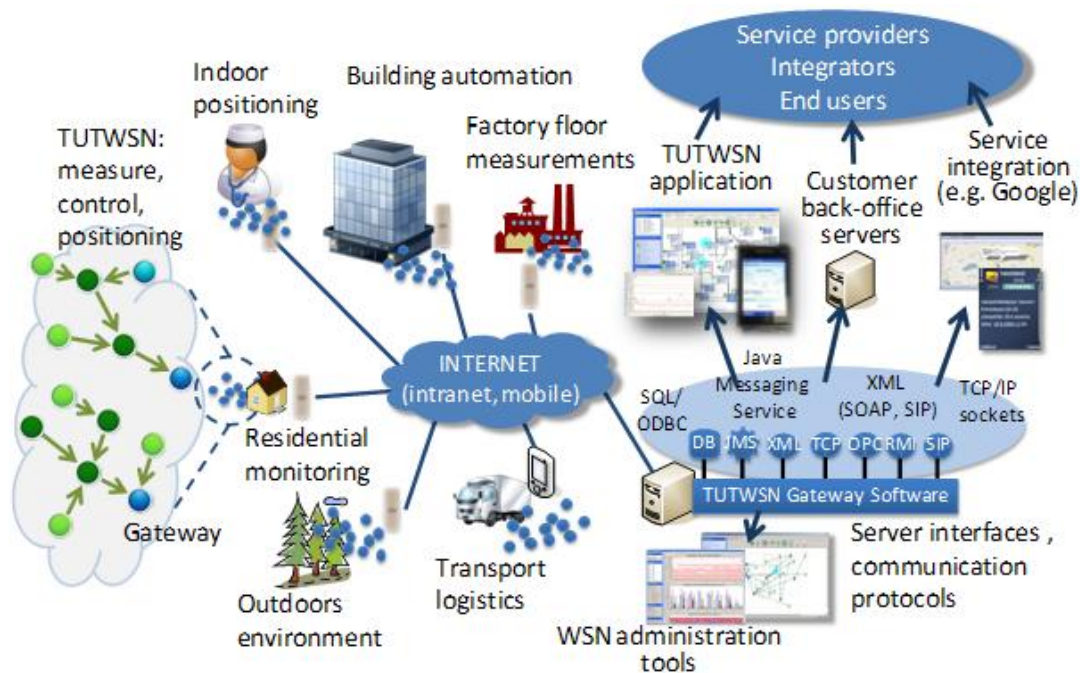 Service providers
Integrators
End users
Indoor
positioning
Building automation
Factory floor
measurements
TUTWSN:
measure,
control,
positioning
TUTWSN
application
Customer
back-office
servers
Service
integration
(e.g. Google)
INTERNET
(intranet, mobile)
SQL/
ODBC
Java
Messaging
Service
XML
(SOAP, SIP)
TCP/IP
sockets
DB JMS XML TCP OPC RMI SIP
TUTWSN Gateway Software
Residential
monitoring
Gateway
Outdoors
environment
Transport
logistics
WSN administration
tools
Server interfaces ,
communication
protocols